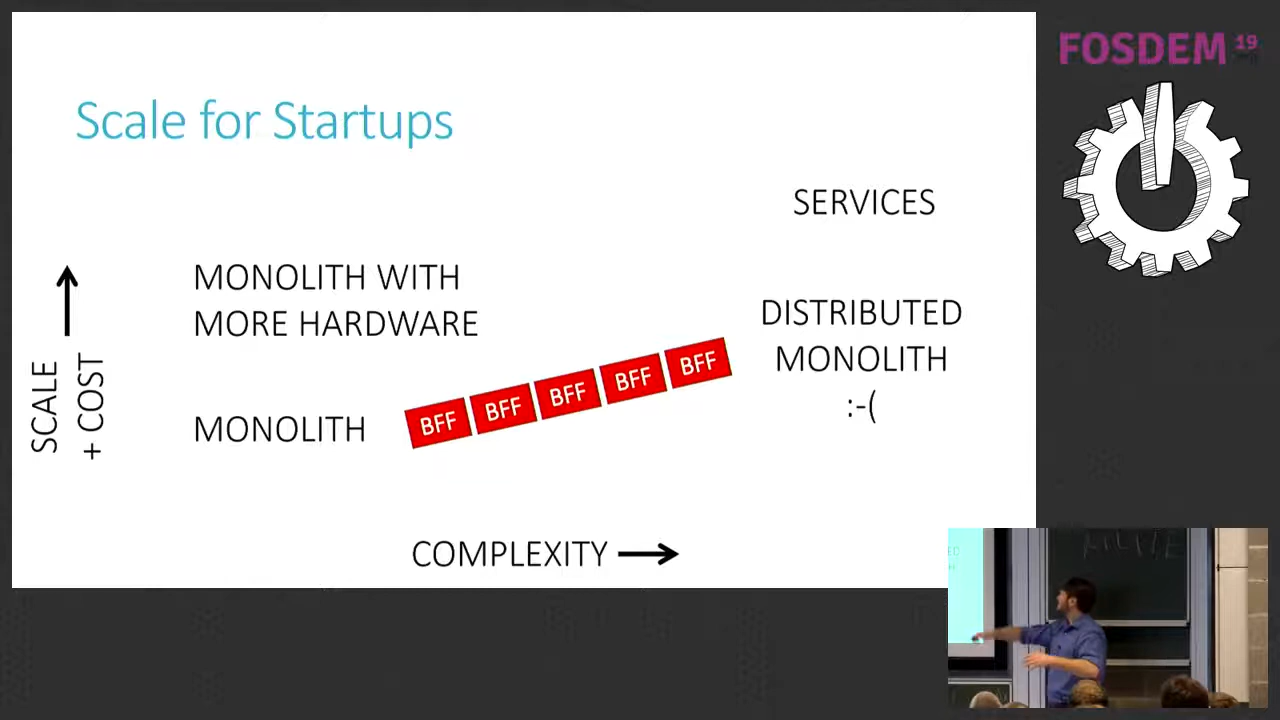 FOSDEM 19
Scale for Startups
SERVICES
MONOLITH WITH
MORE HARDWARE
DISTRIBUTED
MONOLITH
:-(
SCALE
+ COST
MONOLITH
BFF BFF BFF BFF BFF
COMPLEXITY